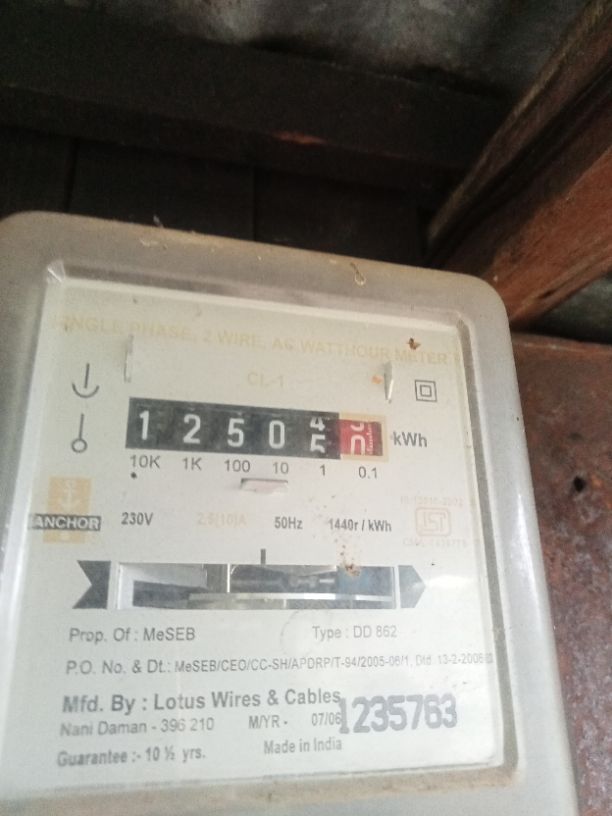 SINGLE PHASE, 2 WIRE, AC WATTHOUR METER
CL-1
1 2 5 0 kWh
10K 1K 100 10 1 0.1
ANCHOR
230V 2.5(10)A 50Hz 1440r / kWh
Prop. Of : MeSEB Type : DD 862
P.O. No. & Dt.: MeSEB/CEO/CC-SH/APDRP/T-94/2005-06/1, Dtd. 13-2-2006
Mfd. By : Lotus Wires & Cables
Nani Daman - 396 210 M/YR - 07/06 1235763
Guarantee :- 10 ½ yrs. Made in India